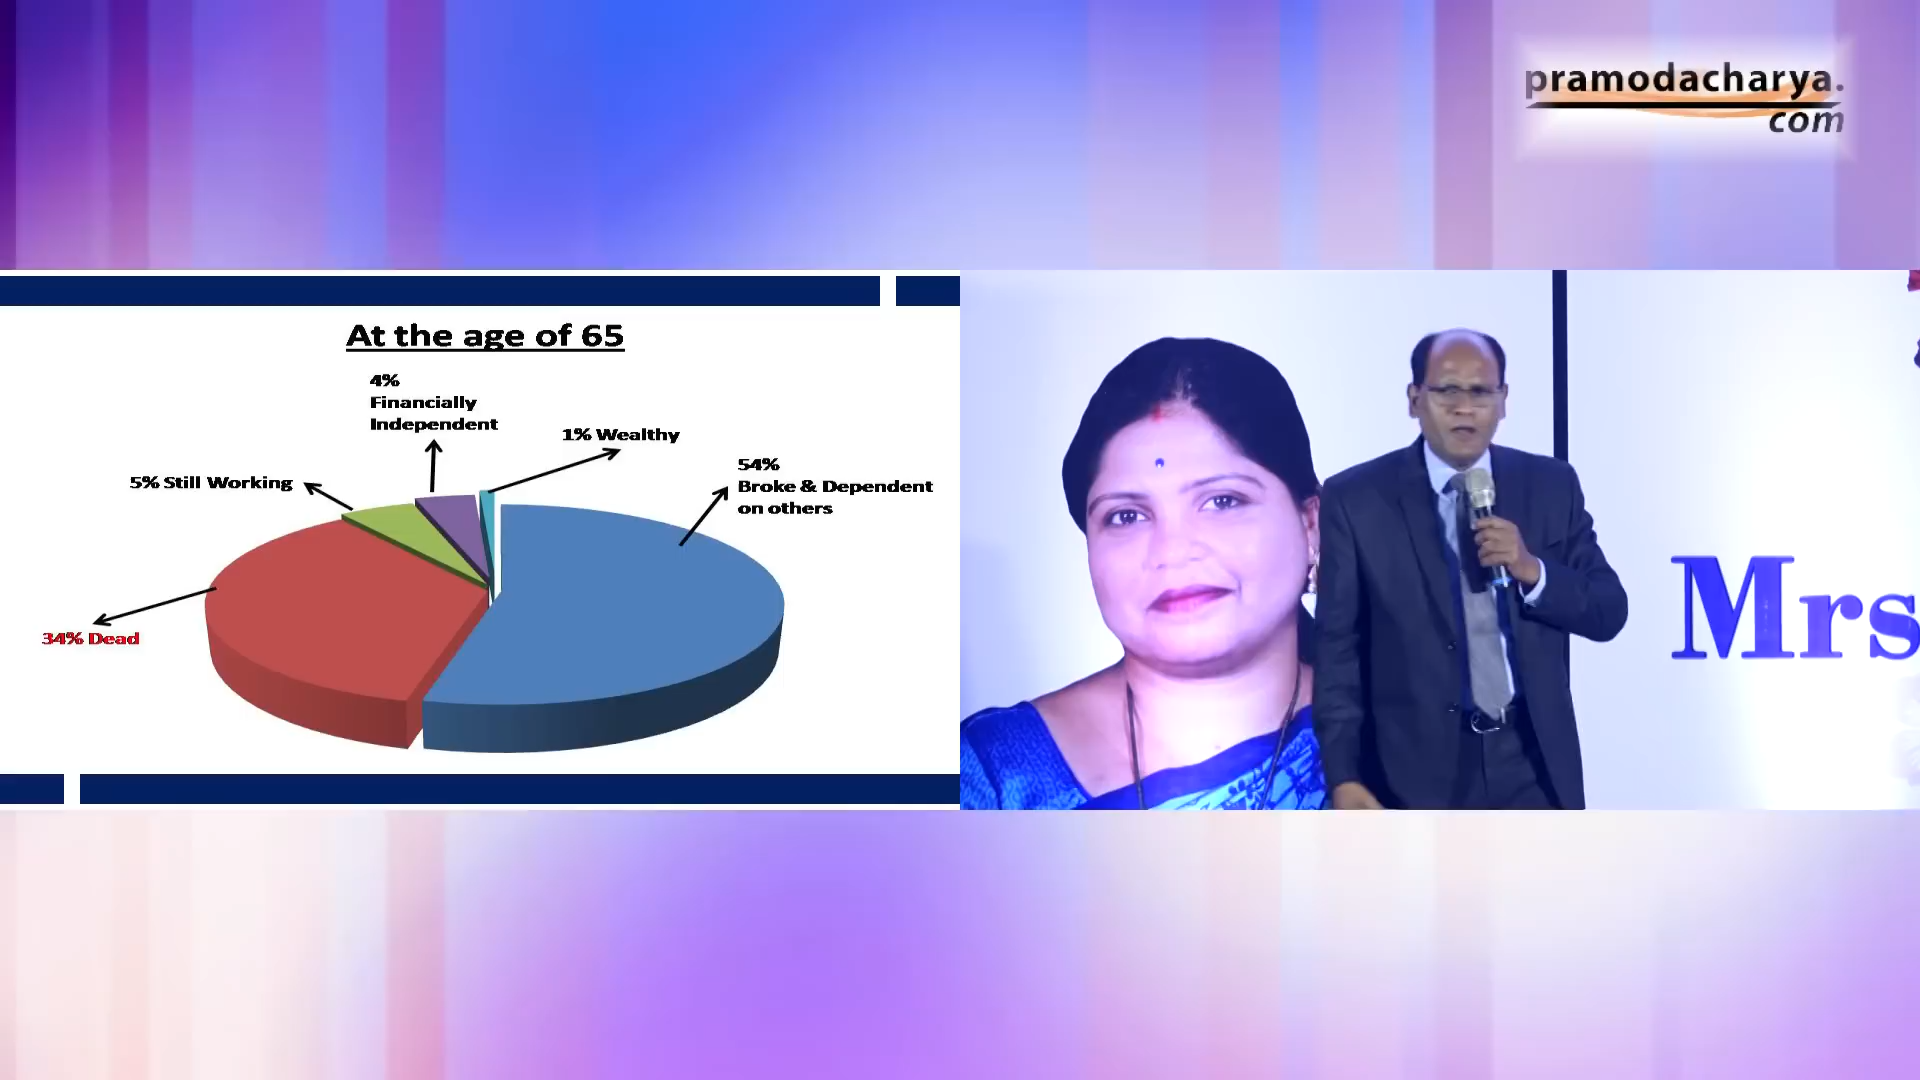 pramodacharya.
com
At the age of 65
4%
Financially
Independent
1% Wealthy
54%
Broke & Dependent
on others
5% Still Working
34% Dead
Mrs